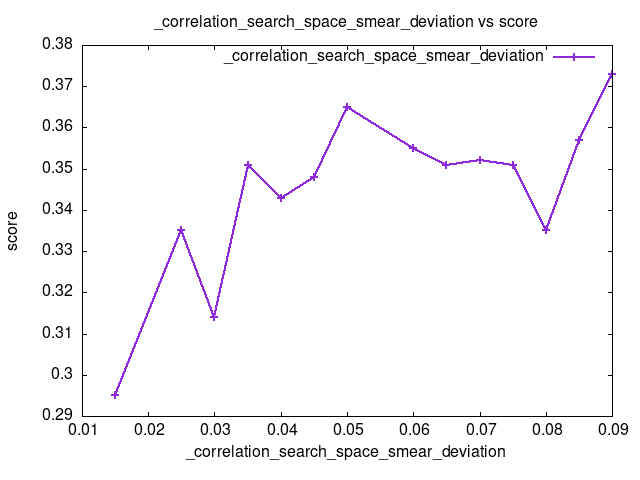 _correlation_search_space_smear_deviation vs score
0.38
_correlation_search_space_smear_deviation
0.37
0.36
0.35
0.34
0.33
0.32
0.31
0.3
0.29
score
0.01 0.02 0.03 0.04 0.05 0.06 0.07 0.08 0.09
_correlation_search_space_smear_deviation